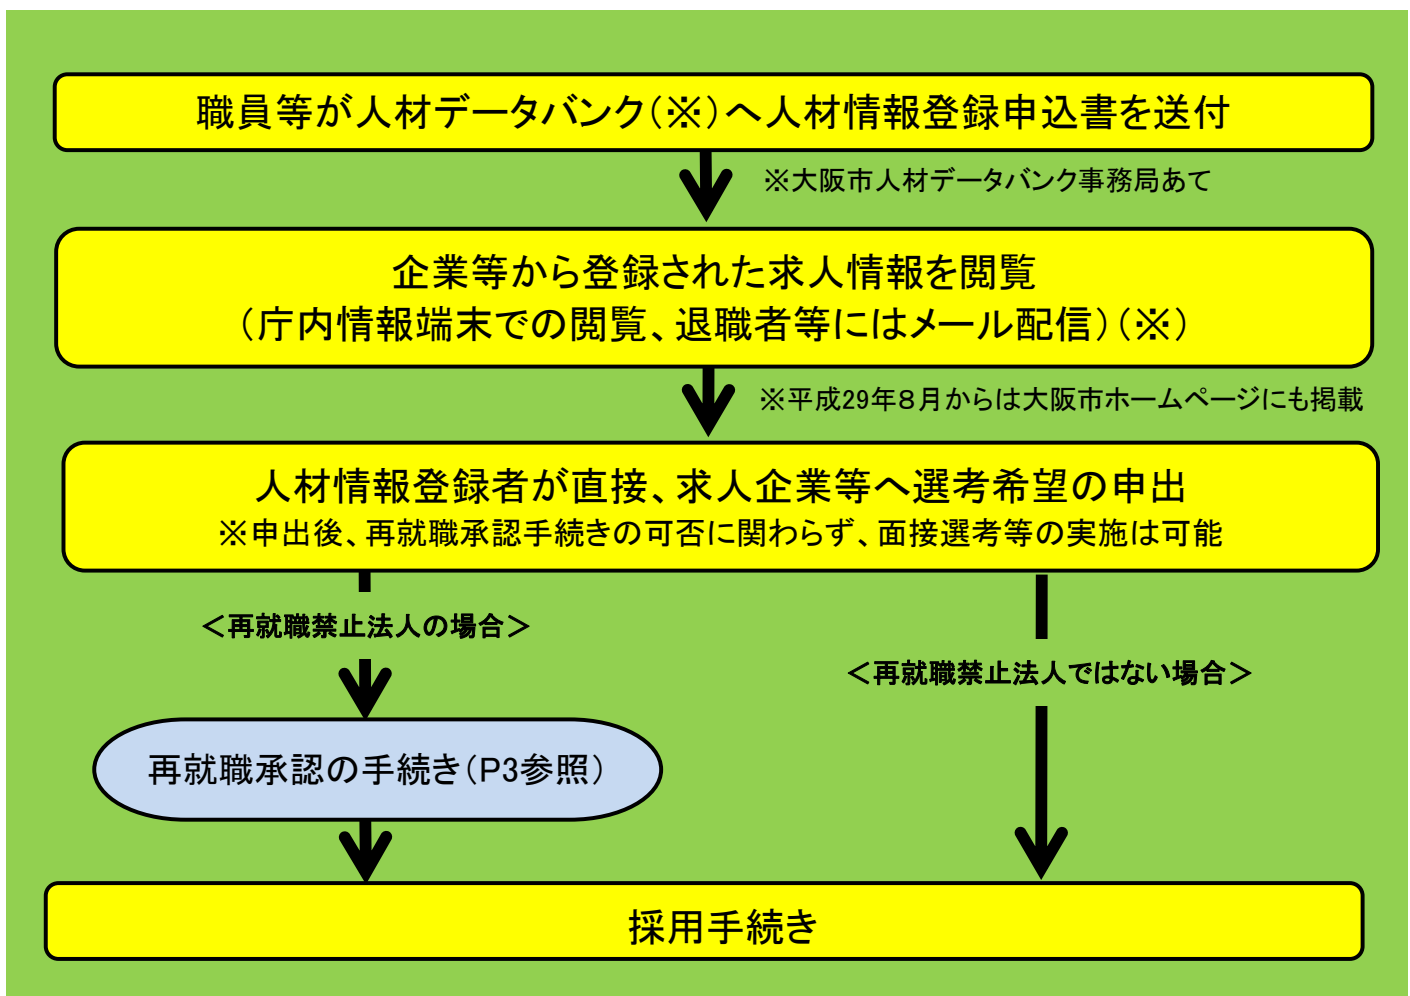 職員等が人材データバンク(※)へ人材情報登録申込書を送付
※大阪市人材データバンク事務局あて
企業等から登録された求人情報を閲覧
(庁内情報端末での閲覧、退職者等にはメール配信)(※)
※平成29年8月からは大阪市ホームページにも掲載
人材情報登録者が直接、求人企業等へ選考希望の申出
※申出後、再就職承認手続きの可否に関わらず、面接選考等の実施は可能
＜再就職禁止法人の場合＞
＜再就職禁止法人ではない場合＞
再就職承認の手続き(P3参照)
採用手続き